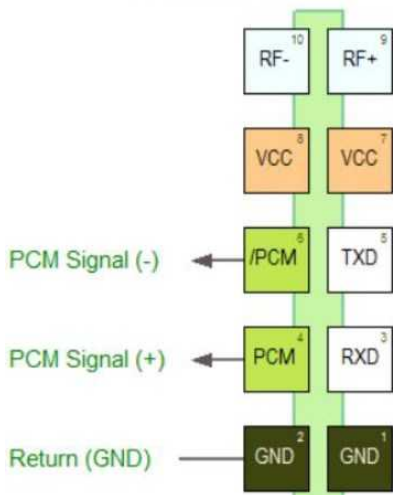 10 9
RF- RF+
8 7
VCC VCC
6 5
PCM Signal (-) /PCM TXD
4 3
PCM Signal (+) PCM RXD
2 1
Return (GND) GND GND